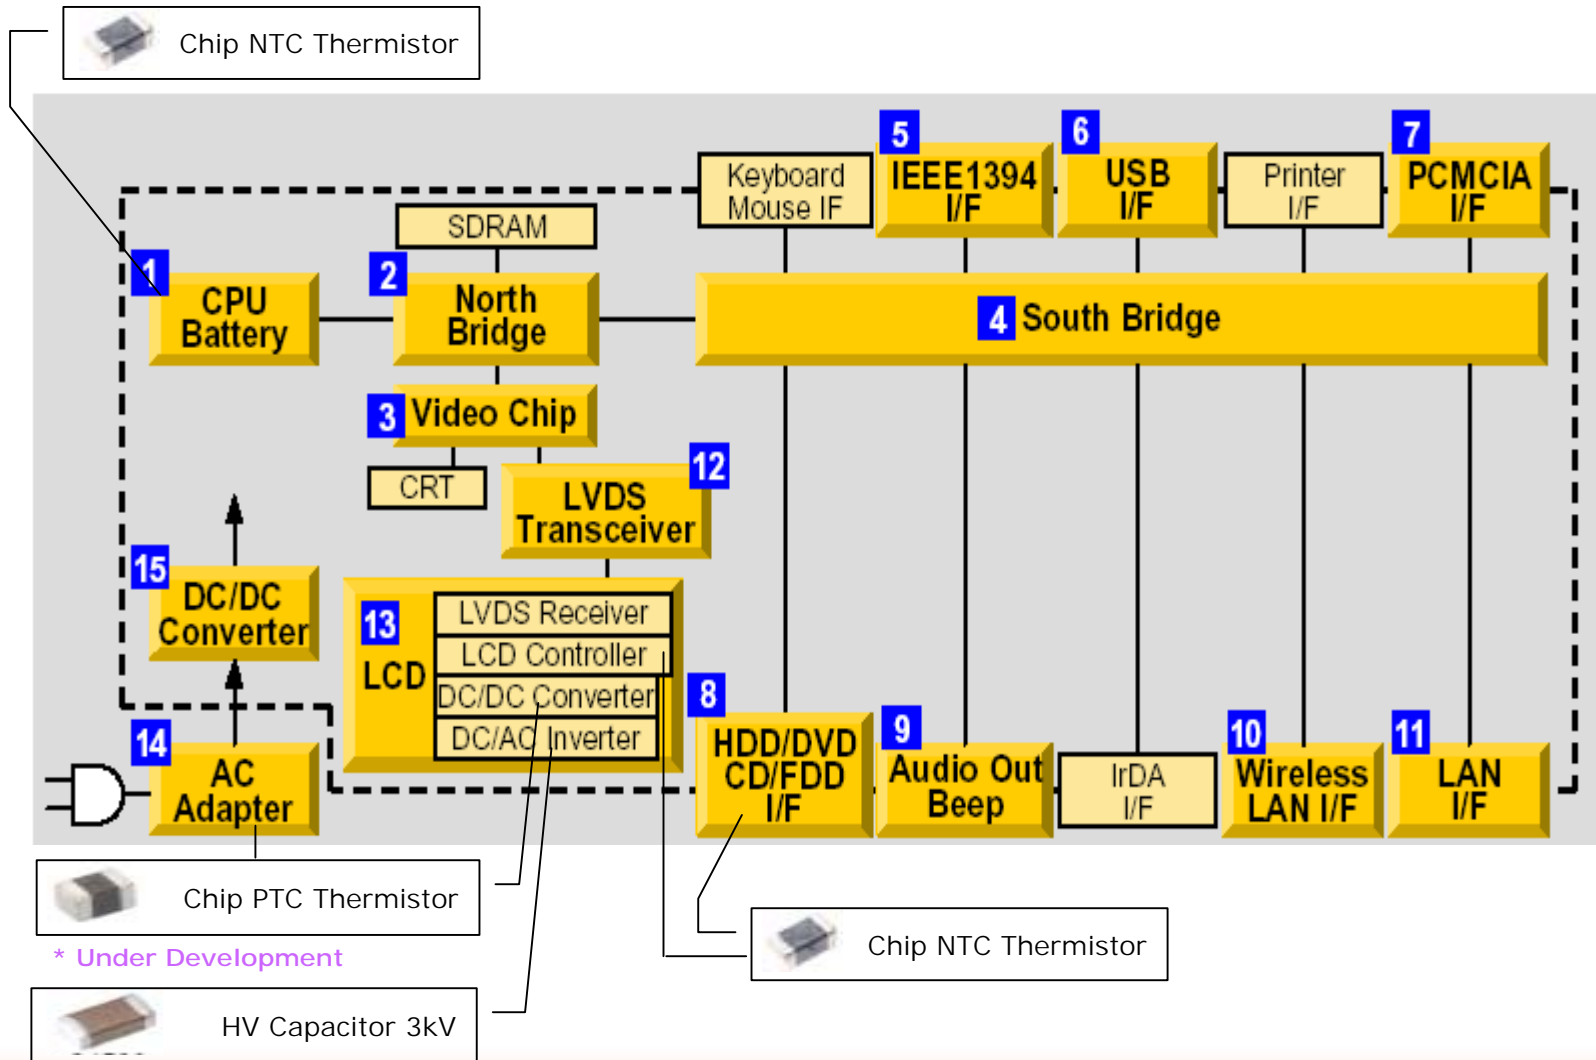 Chip NTC Thermistor
5
6
7
Keyboard
Mouse IF
IEEE1394
I/F
USB
I/F
Printer
I/F
PCMCIA
I/F
SDRAM
1
CPU
Battery
2
North
Bridge
4 South Bridge
3 Video Chip
CRT
12
LVDS
Transceiver
15
DC/DC
Converter
13
LCD
LVDS Receiver
LCD Controller
DC/DC Converter
DC/AC Inverter
14
AC
Adapter
8
HDD/DVD
CD/FDD
I/F
9
Audio Out
Beep
IrDA
I/F
10
Wireless
LAN I/F
11
LAN
I/F
Chip PTC Thermistor
* Under Development
Chip NTC Thermistor
HV Capacitor 3kV